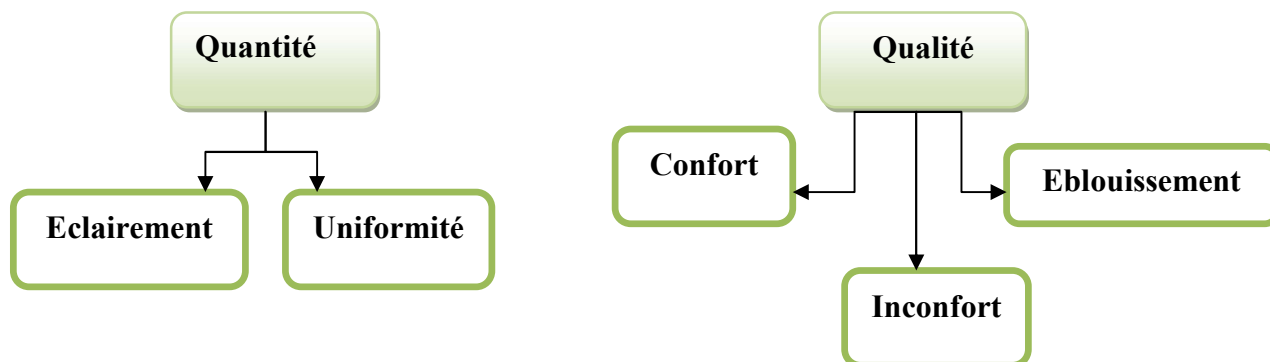 Quantité
Qualité
Confort
Eblouissement
Eclairement
Uniformité
Inconfort